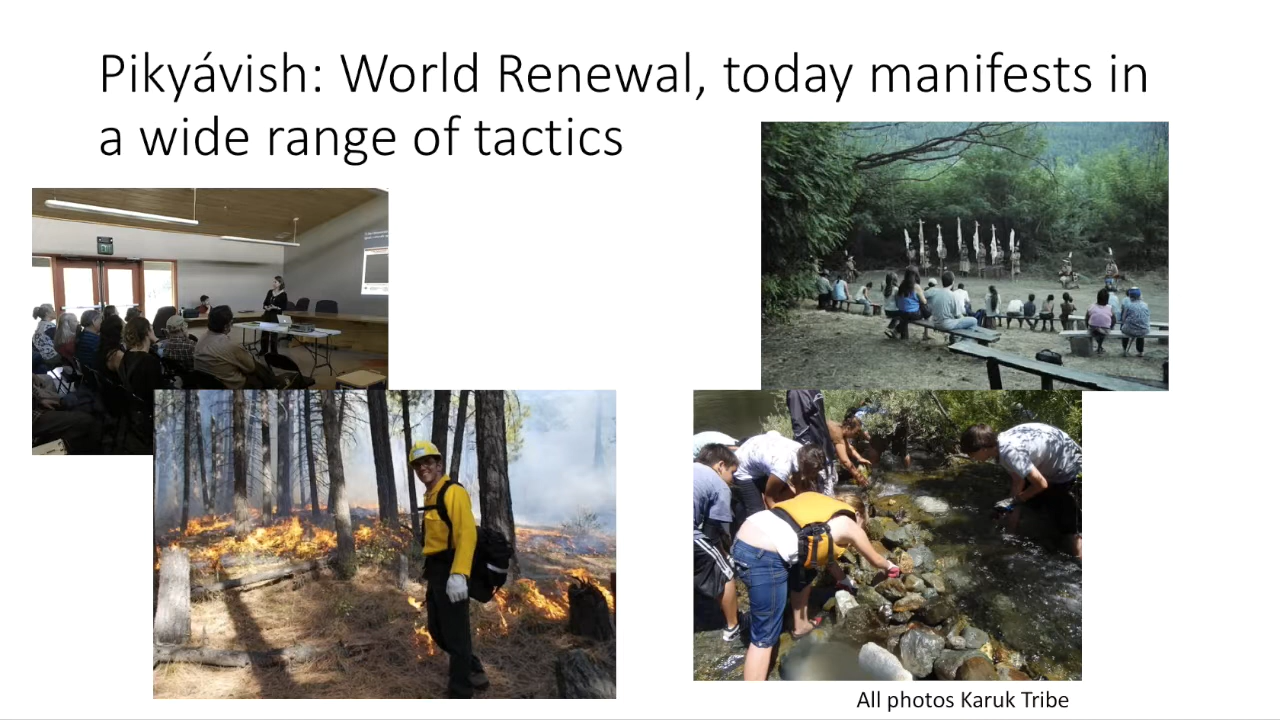 Pikyávish: World Renewal, today manifests in
a wide range of tactics
All photos Karuk Tribe